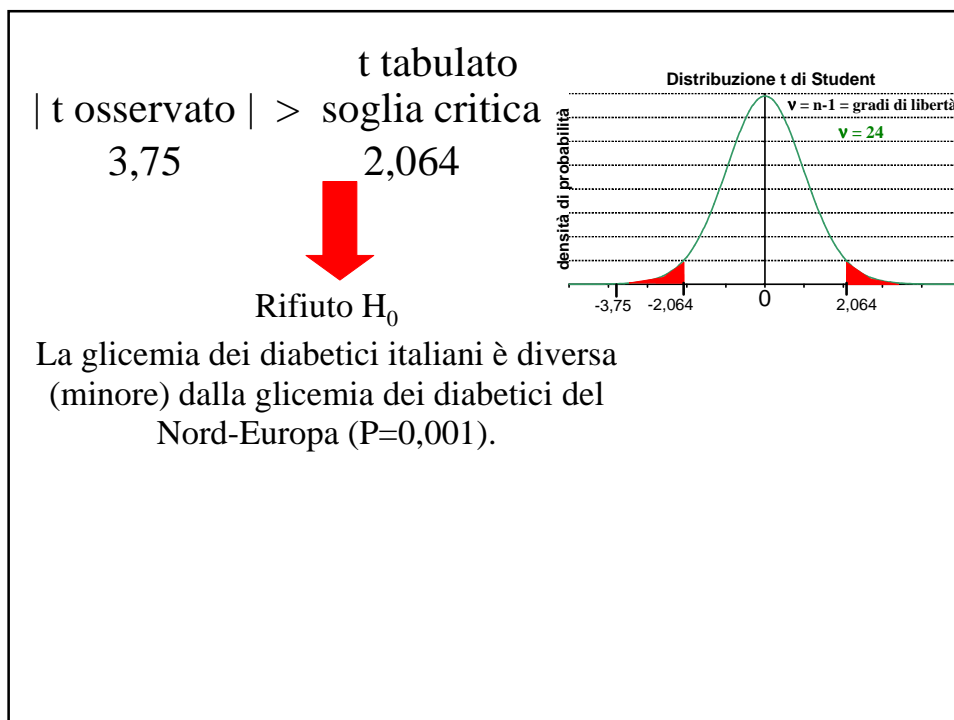 t tabulato
| t osservato | > soglia critica
3,75 2,064
Rifiuto H₀
La glicemia dei diabetici italiani è diversa
(minore) dalla glicemia dei diabetici del
Nord-Europa (P=0,001).
Distribuzione t di Student
ν = n-1 = gradi di libertà
ν = 24
densità di probabilità
-3,75 -2,064 0 2,064